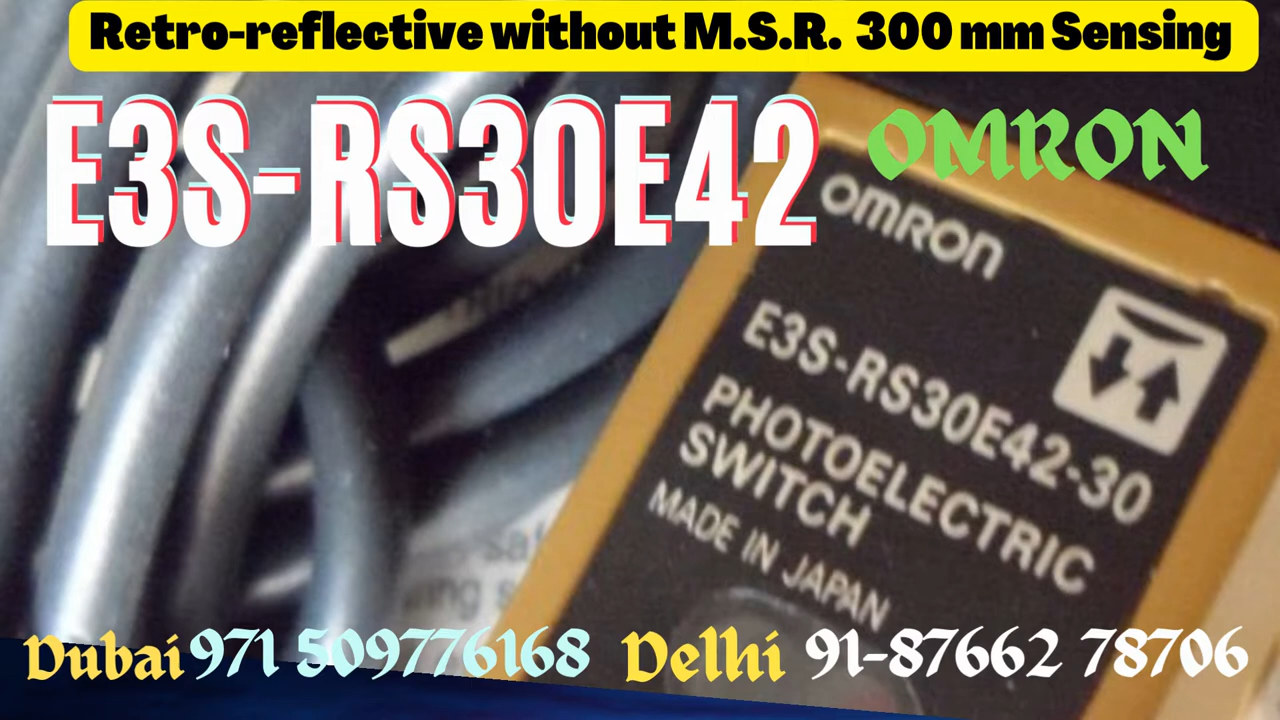 Retro-reflective without M.S.R. 300 mm Sensing
E3S-RS30E42 OMRON
OMRON
E3S-RS30E42-30
PHOTOELECTRIC
SWITCH
MADE IN JAPAN
Dubai 971 509776168 Delhi 91-87662 78706